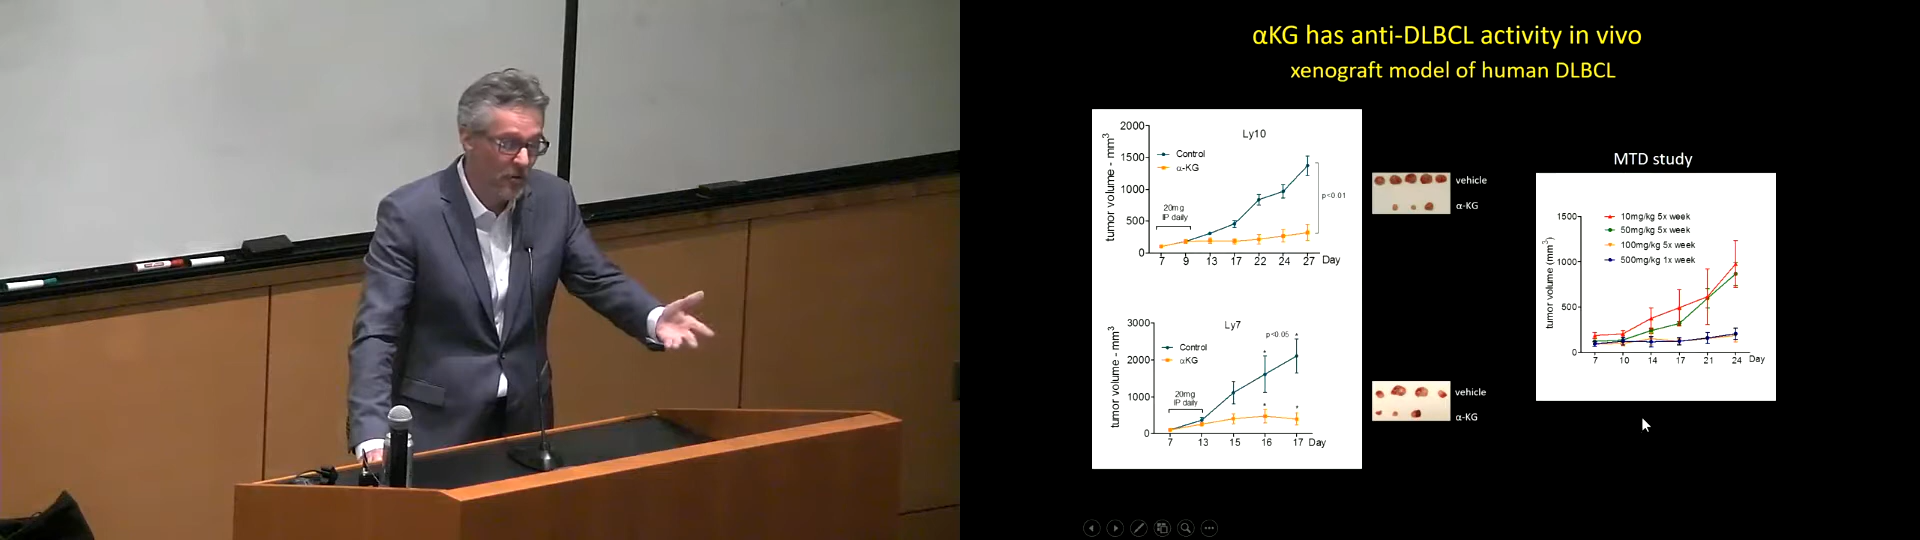 αKG has anti-DLBCL activity in vivo
xenograft model of human DLBCL
Ly10
tumor volume - mm3
2000
1500
1000
500
0
Control
α-KG
20mg
IP daily
p<0.01
7 9 13 17 22 24 27 Day
vehicle
α-KG
Ly7
tumor volume - mm3
3000
2000
1000
0
Control
αKG
20mg
IP daily
p<0.05
* * * *
7 13 15 16 17 Day
vehicle
α-KG
MTD study
tumor volume (mm3)
1500
1000
500
0
10mg/kg 5x week
50mg/kg 5x week
100mg/kg 5x week
500mg/kg 1x week
7 10 14 17 21 24 Day